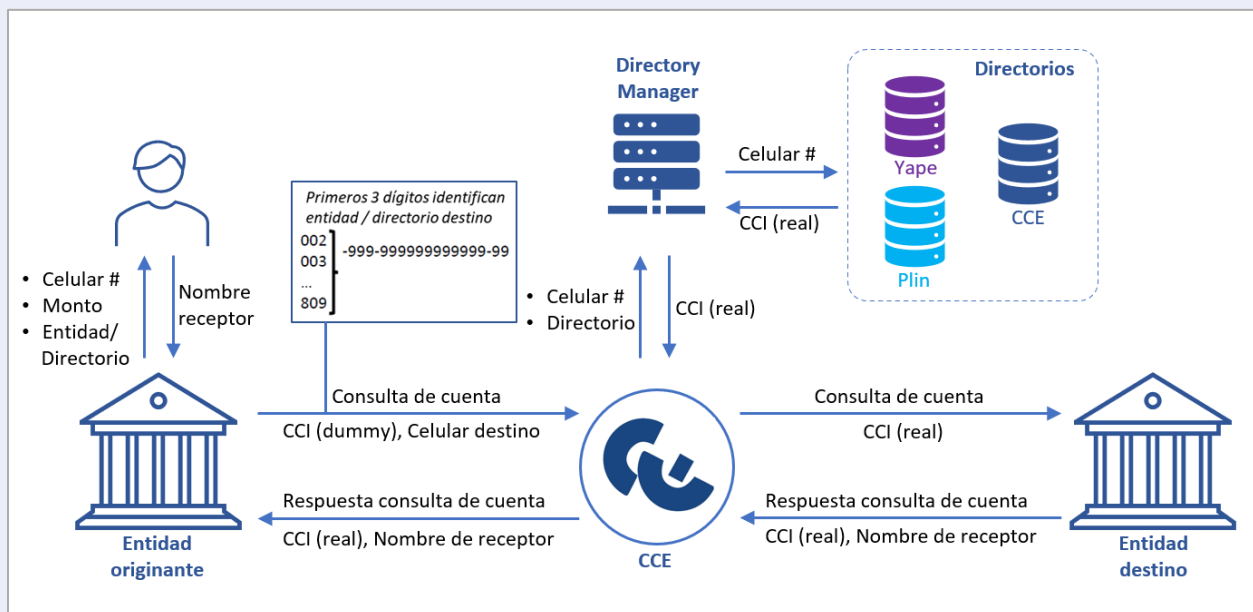 Directory
Manager
Directorios
Yape
CCE
Plin
Celular #
CCI (real)
Primeros 3 dígitos identifican
entidad / directorio destino
002
003
...
809
-999-999999999999-99
• Celular #
• Monto
• Entidad/
Directorio
Nombre
receptor
• Celular #
• Directorio
CCI (real)
Consulta de cuenta
CCI (dummy), Celular destino
Consulta de cuenta
CCI (real)
Respuesta consulta de cuenta
CCI (real), Nombre de receptor
Respuesta consulta de cuenta
CCI (real), Nombre de receptor
Entidad
originante
CCE
Entidad
destino